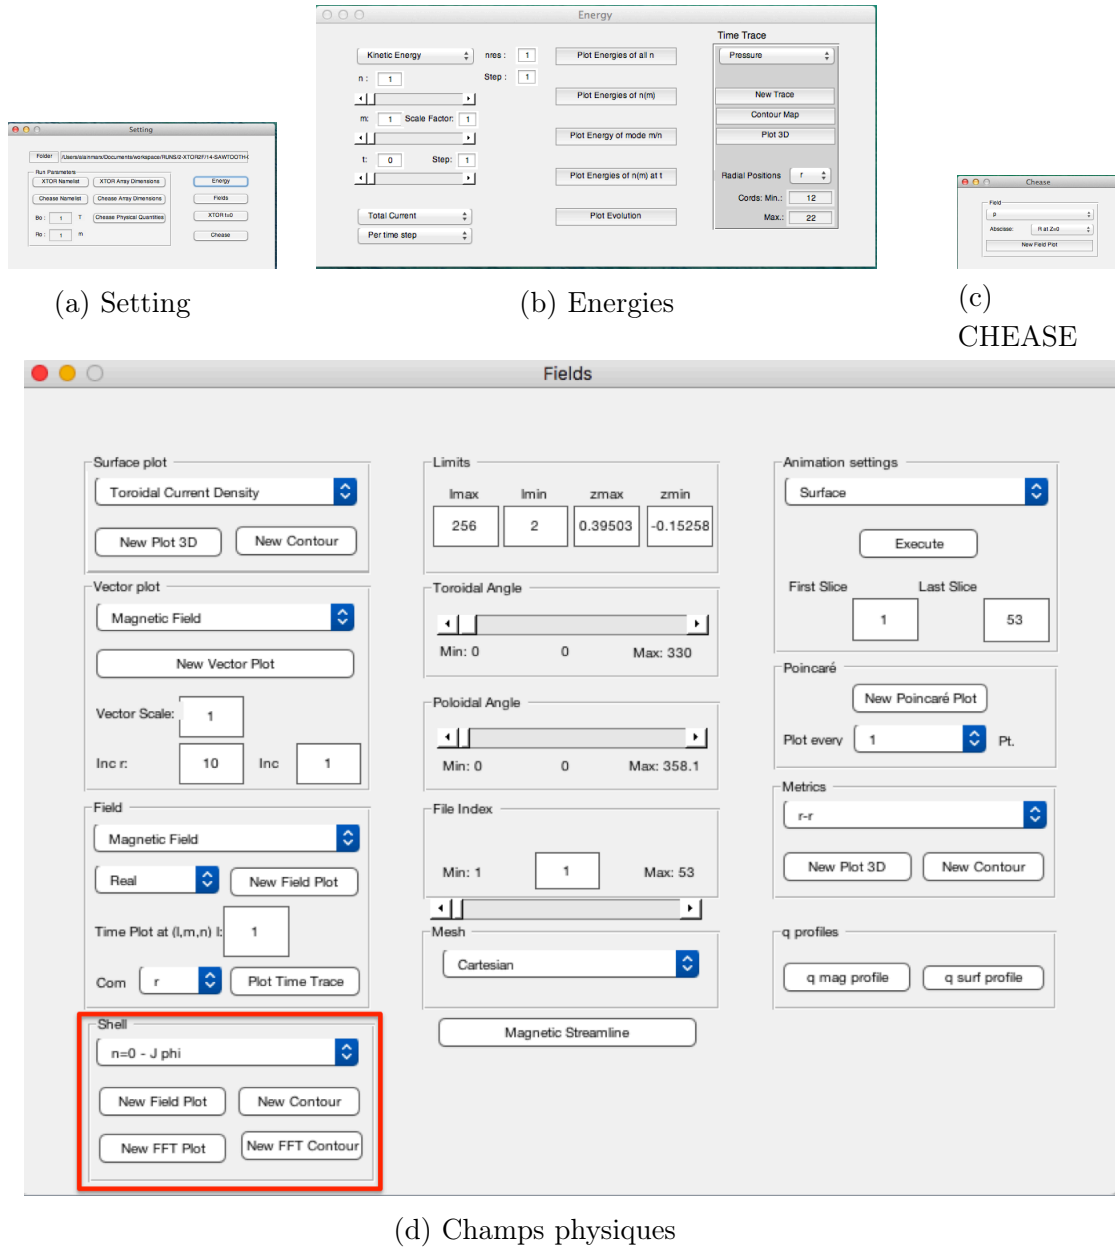 Energy
Kinetic Energy
nres : 1
Plot Energies of all n
Time Trace
Pressure
n : 1
Step : 1
Plot Energies of n(m)
New Trace
m: 1 Scale Factor: 1
Contour Map
Plot Energy of mode m/n
Plot 3D
t: 0 Step: 1
Plot Energies of n(m) at t
Radial Positions r
Cords: Min.: 12
Total Current
Plot Evolution
Max.: 22
Per time step
Setting
Folder
Run Parameters
XTOR Namelist
XTOR Array Dimensions
Energy
Chease Namelist
Chease Array Dimensions
Fields
Bo : 1 T
Chease Physical Quantities
XTOR t=0
Ro : 1 m
Chease
Chease
Field
p
Abscisse: R at Z=0
New Field Plot
(a) Setting
(b) Energies
(c)
CHEASE
Fields
Surface plot
Toroidal Current Density
New Plot 3D
New Contour
Vector plot
Magnetic Field
New Vector Plot
Vector Scale: 1
Inc r: 10 Inc 1
Field
Magnetic Field
Real
New Field Plot
Time Plot at (l,m,n) l: 1
Com r
Plot Time Trace
Shell
n=0 - J phi
New Field Plot
New Contour
New FFT Plot
New FFT Contour
Limits
lmax lmin zmax zmin
256 2 0.39503 -0.15258
Toroidal Angle
Min: 0 0 Max: 330
Poloidal Angle
Min: 0 0 Max: 358.1
File Index
Min: 1 1 Max: 53
Mesh
Cartesian
Magnetic Streamline
Animation settings
Surface
Execute
First Slice Last Slice
1 53
Poincaré
New Poincaré Plot
Plot every 1 Pt.
Metrics
r-r
New Plot 3D
New Contour
q profiles
q mag profile
q surf profile
(d) Champs physiques